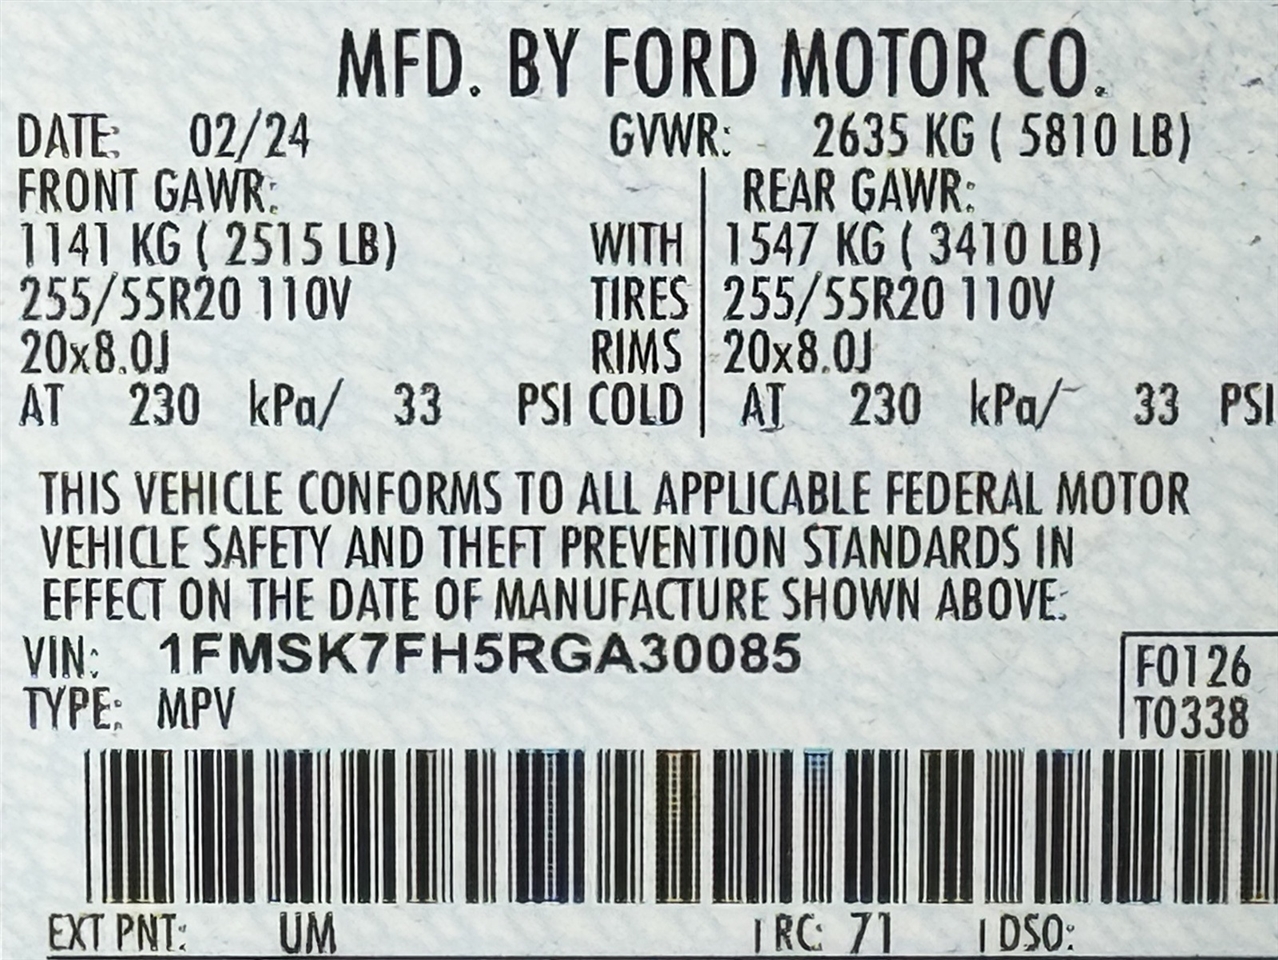 MFD. BY FORD MOTOR CO.
DATE: 02/24 GVWR: 2635 KG ( 5810 LB)
FRONT GAWR: REAR GAWR:
1141 KG ( 2515 LB) WITH 1547 KG ( 3410 LB)
255/55R20 110V TIRES 255/55R20 110V
20x8.0J RIMS 20x8.0J
AT 230 kPa/ 33 PSI COLD AT 230 kPa/ 33 PSI
THIS VEHICLE CONFORMS TO ALL APPLICABLE FEDERAL MOTOR
VEHICLE SAFETY AND THEFT PREVENTION STANDARDS IN
EFFECT ON THE DATE OF MANUFACTURE SHOWN ABOVE:
VIN: 1FMSK7FH5RGA30085 F0126
TYPE: MPV T0338
EXT PNT: UM RC: 71 DSO: